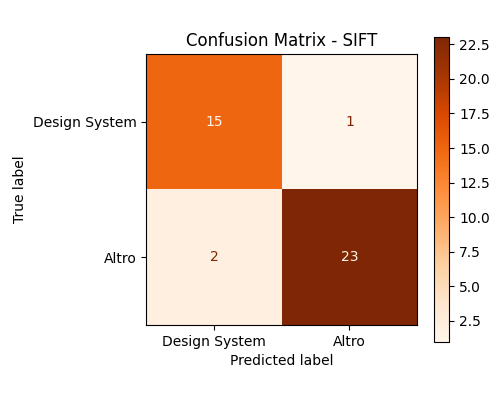 Confusion Matrix - SIFT
True label
Design System
Altro
15
1
2
23
Design System
Altro
Predicted label
22.5
20.0
17.5
15.0
12.5
10.0
7.5
5.0
2.5